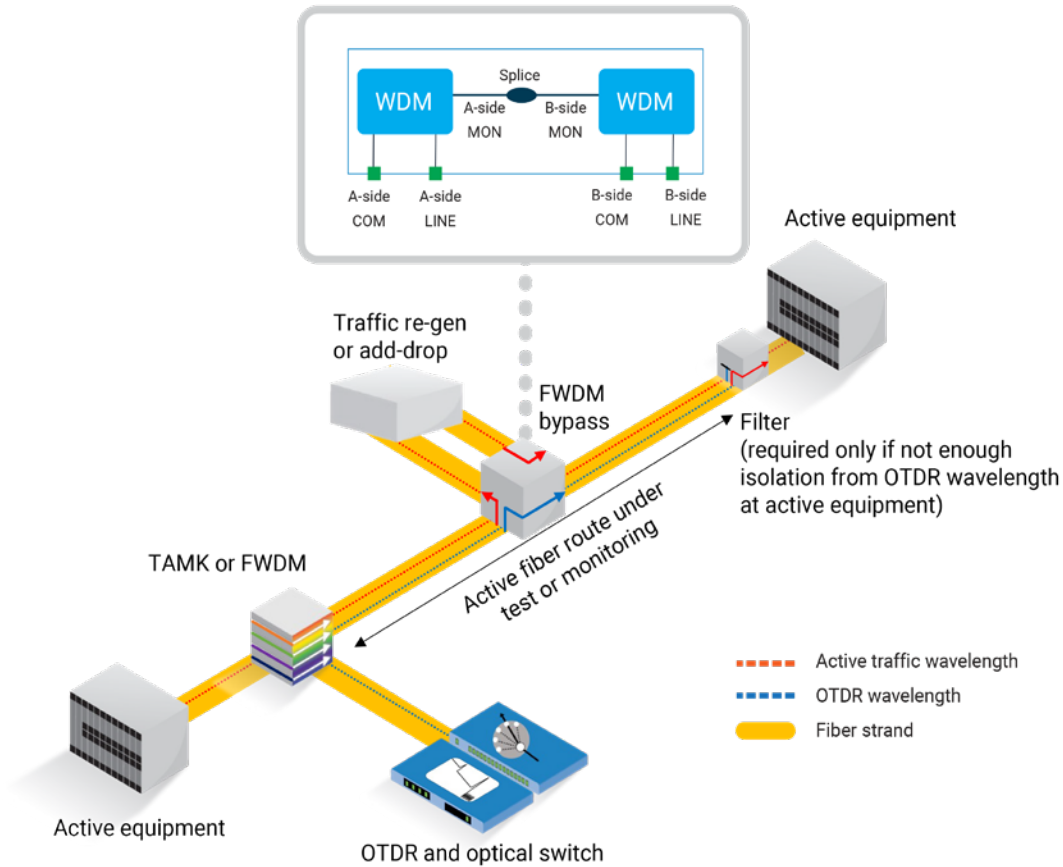 Splice
WDM
WDM
A-side
MON
B-side
MON
A-side
COM
A-side
LINE
B-side
COM
B-side
LINE
Active equipment
Traffic re-gen
or add-drop
FWDM
bypass
Filter
(required only if not enough
isolation from OTDR wavelength
at active equipment)
Active fiber route under
test or monitoring
TAMK or FWDM
Active traffic wavelength
OTDR wavelength
Fiber strand
Active equipment
OTDR and optical switch